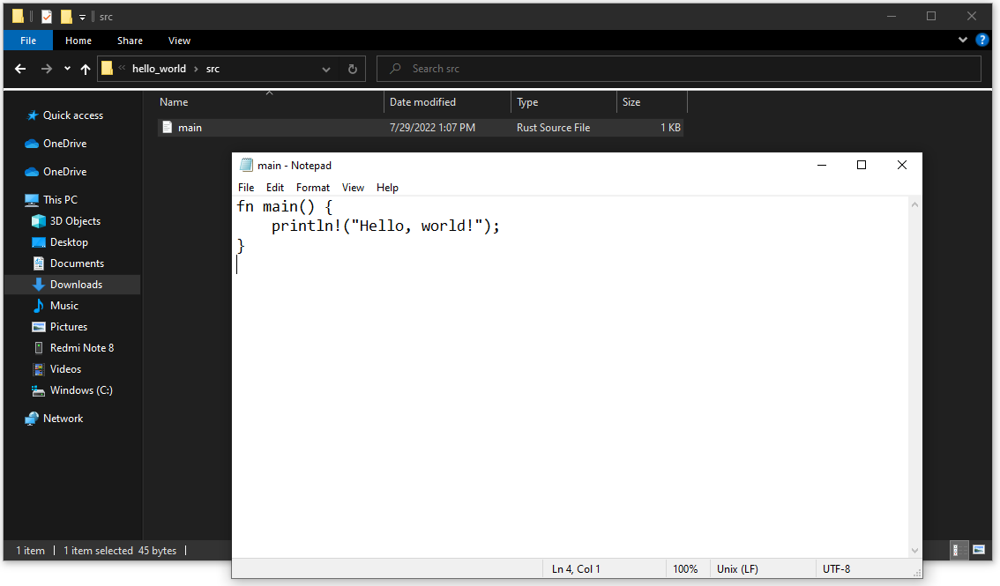 src
File Home Share View
hello_world src
Search src
Name Date modified Type Size
main 7/29/2022 1:07 PM Rust Source File 1 KB
Quick access
OneDrive
OneDrive
This PC
3D Objects
Desktop
Documents
Downloads
Music
Pictures
Redmi Note 8
Videos
Windows (C:)
Network
main - Notepad
File Edit Format View Help
fn main() {
    println!("Hello, world!");
}
Ln 4, Col 1 100% Unix (LF) UTF-8
1 item 1 item selected 45 bytes